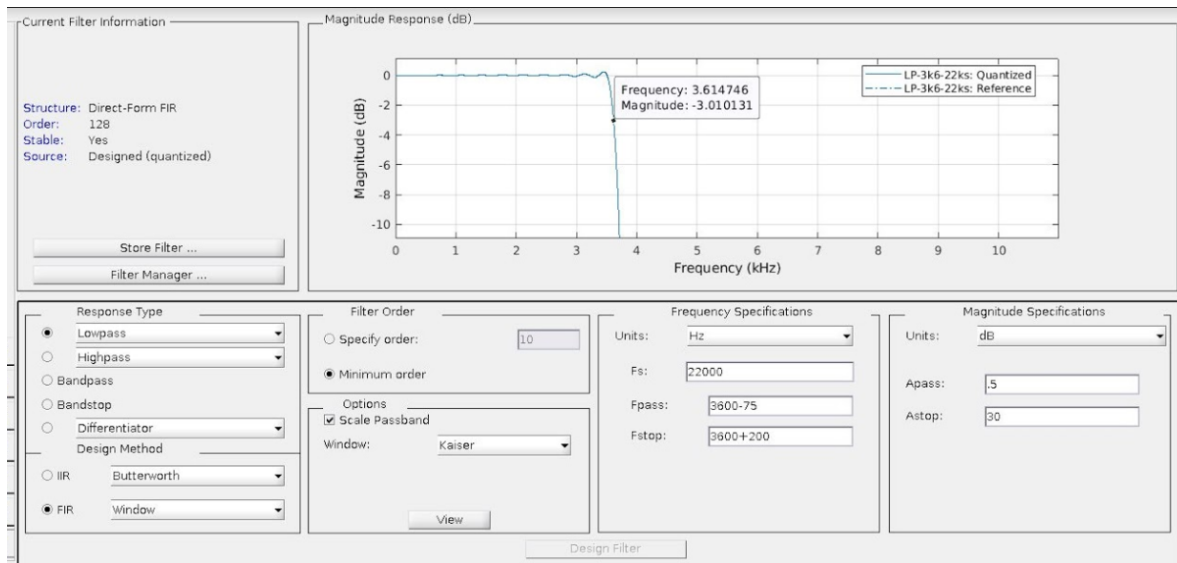 Current Filter Information
Structure: Direct-Form FIR
Order: 128
Stable: Yes
Source: Designed (quantized)
Store Filter ...
Filter Manager ...
Magnitude Response (dB)
Magnitude (dB)
0
-2
-4
-6
-8
-10
Frequency: 3.614746
Magnitude: -3.010131
LP-3k6-22ks: Quantized
LP-3k6-22ks: Reference
0 1 2 3 4 5 6 7 8 9 10
Frequency (kHz)
Response Type
Lowpass
Highpass
Bandpass
Bandstop
Differentiator
Design Method
IIR Butterworth
FIR Window
Filter Order
Specify order: 10
Minimum order
Options
Scale Passband
Window: Kaiser
View
Frequency Specifications
Units: Hz
Fs: 22000
Fpass: 3600-75
Fstop: 3600+200
Magnitude Specifications
Units: dB
Apass: .5
Astop: 30
Design Filter